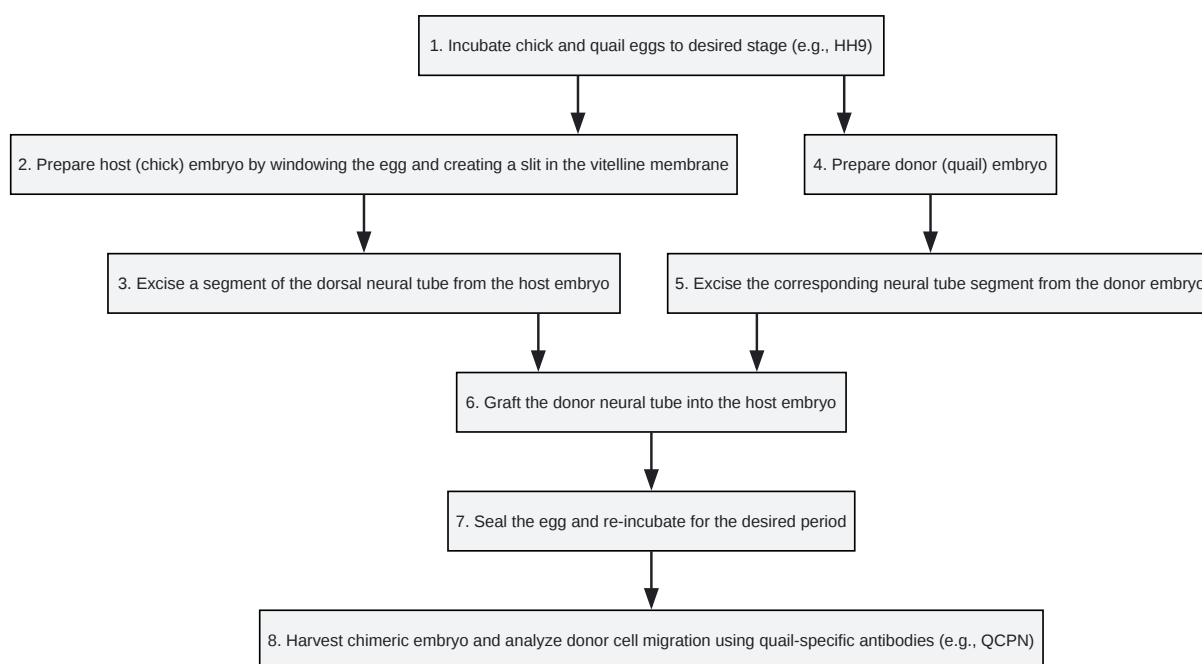 1. Incubate chick and quail eggs to desired stage (e.g., HH9)
2. Prepare host (chick) embryo by windowing the egg and creating a slit in the vitelline membrane
4. Prepare donor (quail) embryo
3. Excise a segment of the dorsal neural tube from the host embryo
5. Excise the corresponding neural tube segment from the donor embryo
6. Graft the donor neural tube into the host embryo
7. Seal the egg and re-incubate for the desired period
8. Harvest chimeric embryo and analyze donor cell migration using quail-specific antibodies (e.g., QCPN)